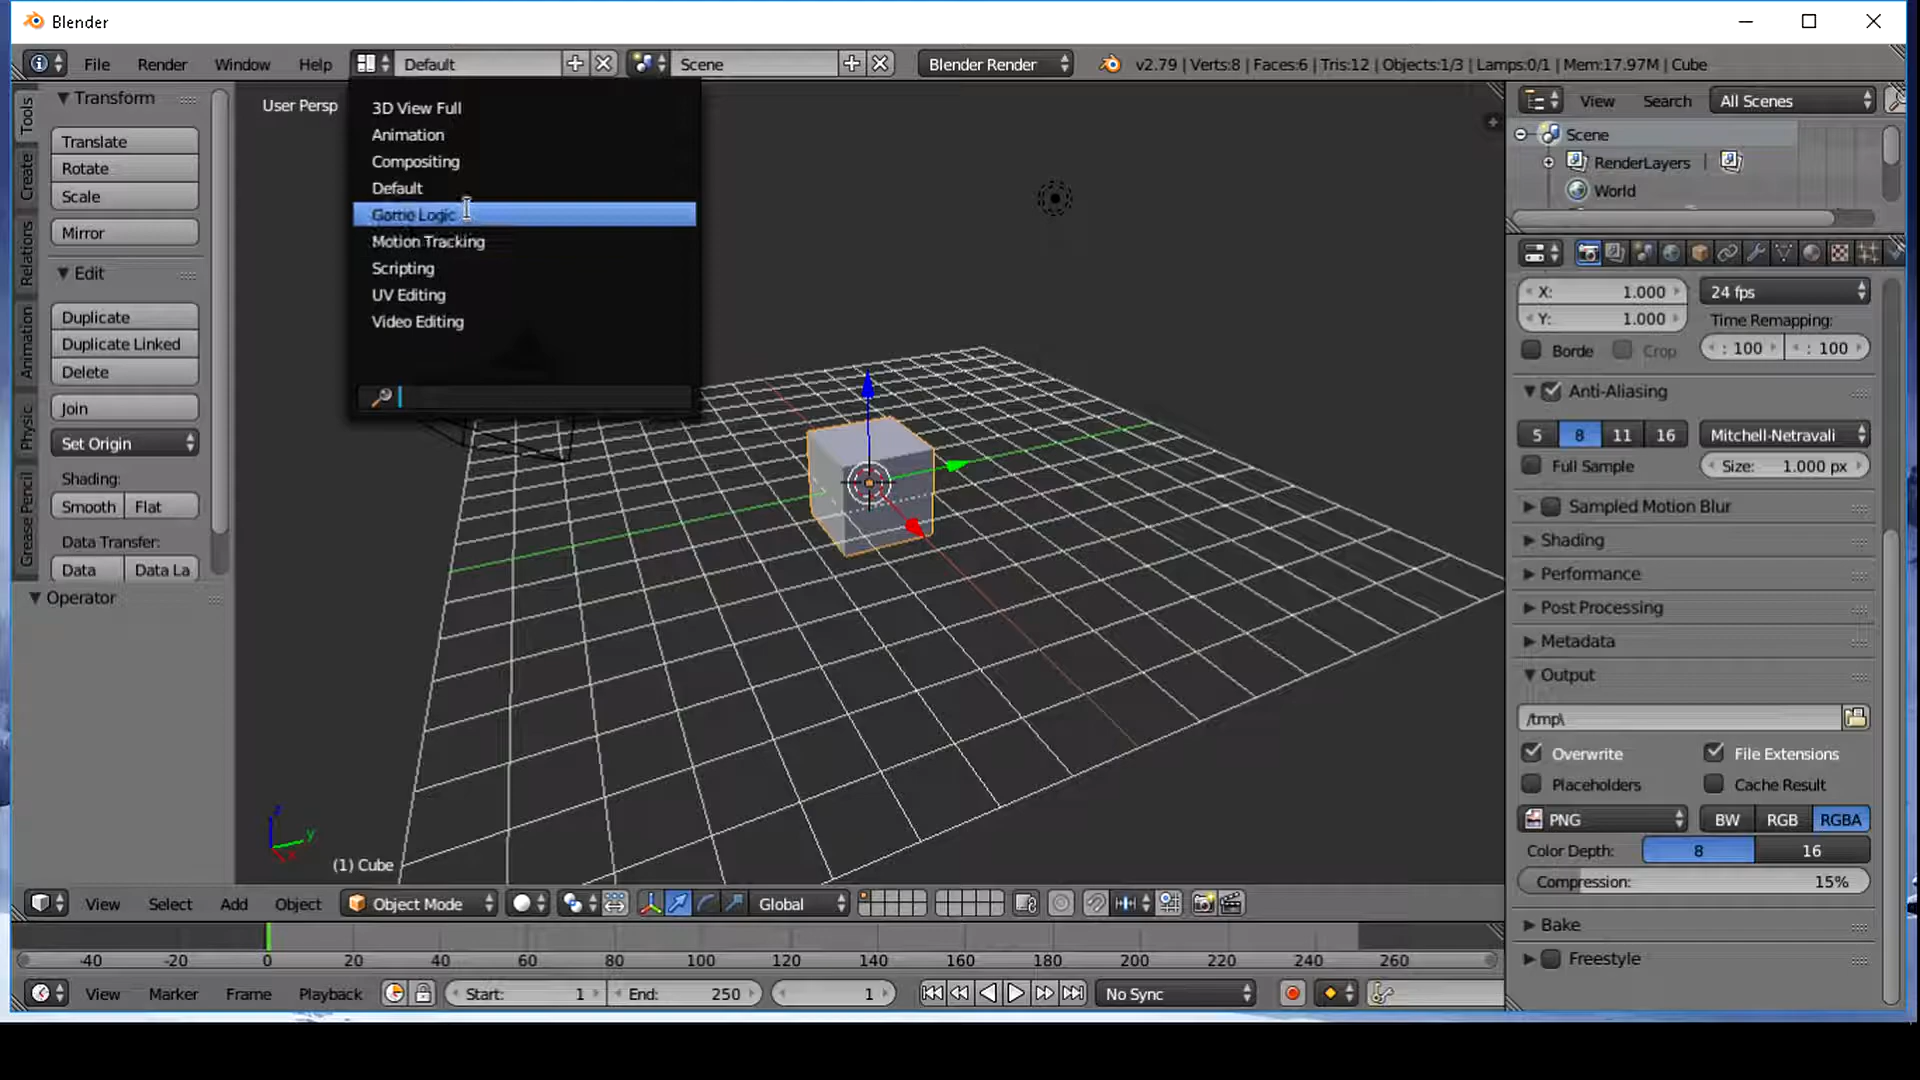 Blender
File Render Window Help Default Scene Blender Render v2.79 | Verts:8 | Faces:6 | Tris:12 | Objects:1/3 | Lamps:0/1 | Mem:17.97M | Cube
Tools
Create
Relations
Animation
Physic
Grease Pencil
Transform
Translate
Rotate
Scale
Mirror
Edit
Duplicate
Duplicate Linked
Delete
Join
Set Origin
Shading:
Smooth Flat
Data Transfer:
Data Data La
Operator
User Persp
3D View Full
Animation
Compositing
Default
Game Logic
Motion Tracking
Scripting
UV Editing
Video Editing
z
y
x
(1) Cube
View Search All Scenes
Scene
RenderLayers
World
X: 1.000 24 fps
Y: 1.000 Time Remapping:
Borde Crop : 100 : 100
Anti-Aliasing
5 8 11 16 Mitchell-Netravali
Full Sample Size: 1.000 px
Sampled Motion Blur
Shading
Performance
Post Processing
Metadata
Output
/tmp\
Overwrite File Extensions
Placeholders Cache Result
PNG BW RGB RGBA
Color Depth: 8 16
Compression: 15%
Bake
Freestyle
View Select Add Object Object Mode Global
-40 -20 0 20 40 60 80 100 120 140 160 180 200 220 240 260
View Marker Frame Playback Start: 1 End: 250 1 No Sync